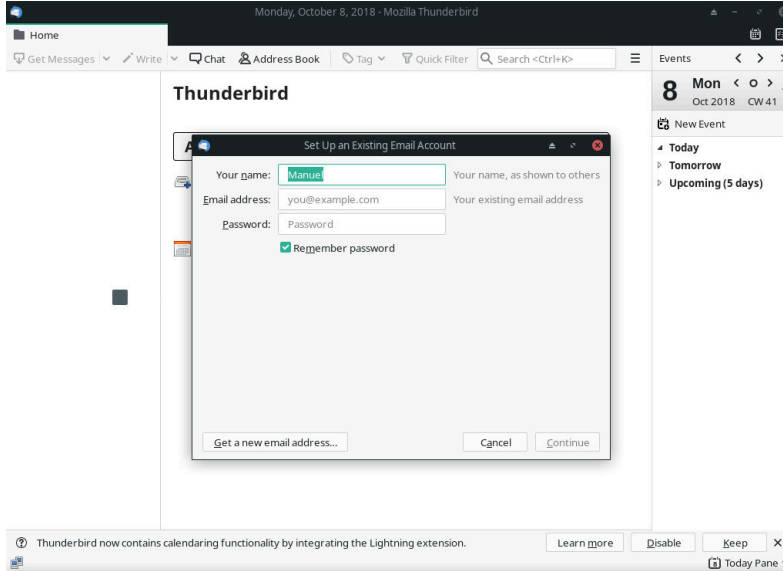 Monday, October 8, 2018 - Mozilla Thunderbird
Home
Get Messages Write Chat Address Book Tag Quick Filter Search <Ctrl+K>
Events
Thunderbird
8 Mon
Oct 2018 CW 41
New Event
Today
Tomorrow
Upcoming (5 days)
Set Up an Existing Email Account
Your name: Manuel Your name, as shown to others
Email address: you@example.com Your existing email address
Password: Password
Remember password
Get a new email address... Cancel Continue
Thunderbird now contains calendaring functionality by integrating the Lightning extension. Learn more Disable Keep
Today Pane